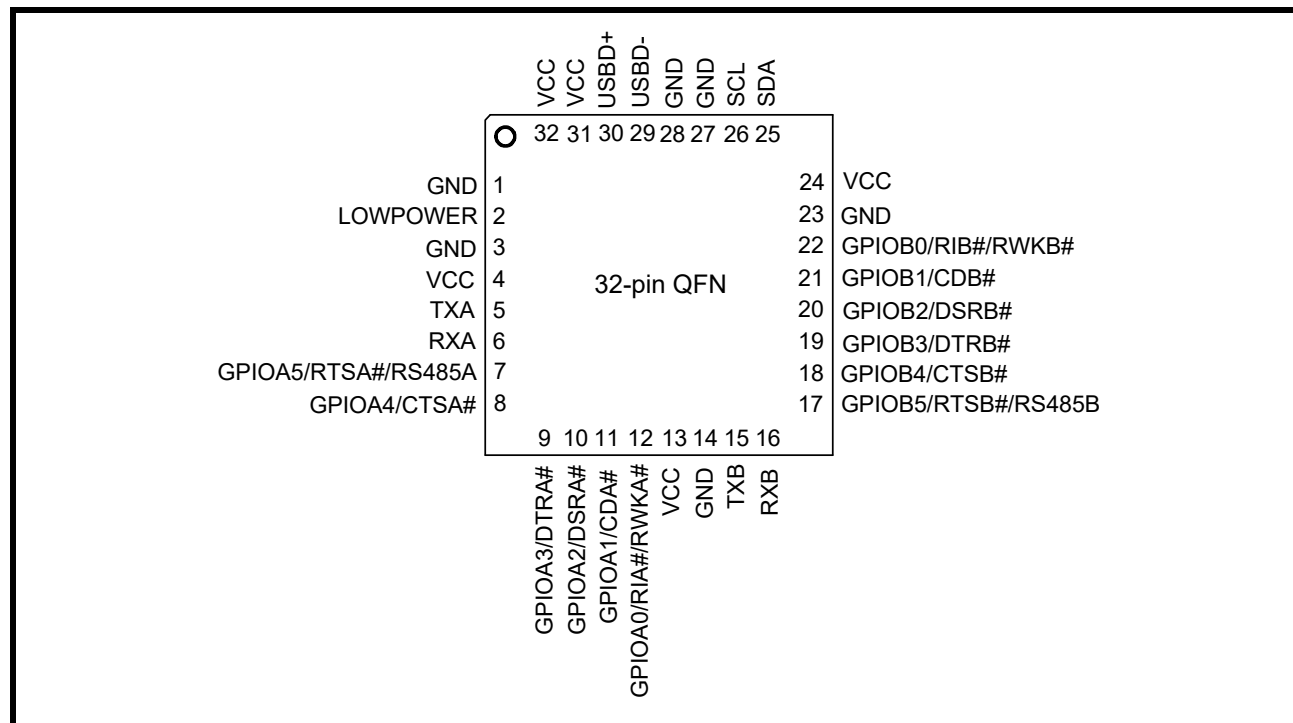 VCC VCC USBD+ USBD- GND GND SCL SDA
32 31 30 29 28 27 26 25
GND 1
LOWPOWER 2
GND 3
VCC 4
TXA 5
RXA 6
GPIOA5/RTSA#/RS485A 7
GPIOA4/CTSA# 8
32-pin QFN
24 VCC
23 GND
22 GPIOB0/RIB#/RWKB#
21 GPIOB1/CDB#
20 GPIOB2/DSRB#
19 GPIOB3/DTRB#
18 GPIOB4/CTSB#
17 GPIOB5/RTSB#/RS485B
9 10 11 12 13 14 15 16
GPIOA3/DTRA# GPIOA2/DSRA# GPIOA1/CDA# GPIOA0/RIA#/RWKA# VCC GND TXB RXB